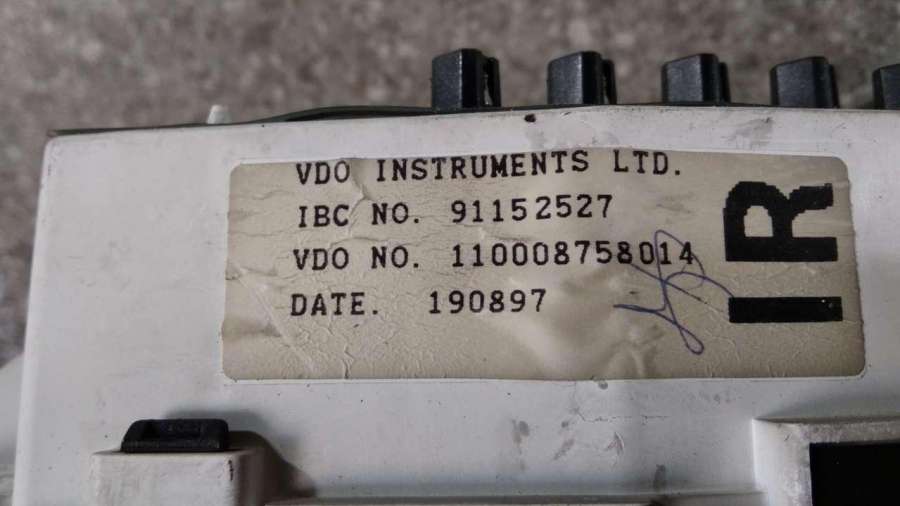 VDO INSTRUMENTS LTD.
IBC NO. 91152527
VDO NO. 110008758014
DATE. 190897
IR